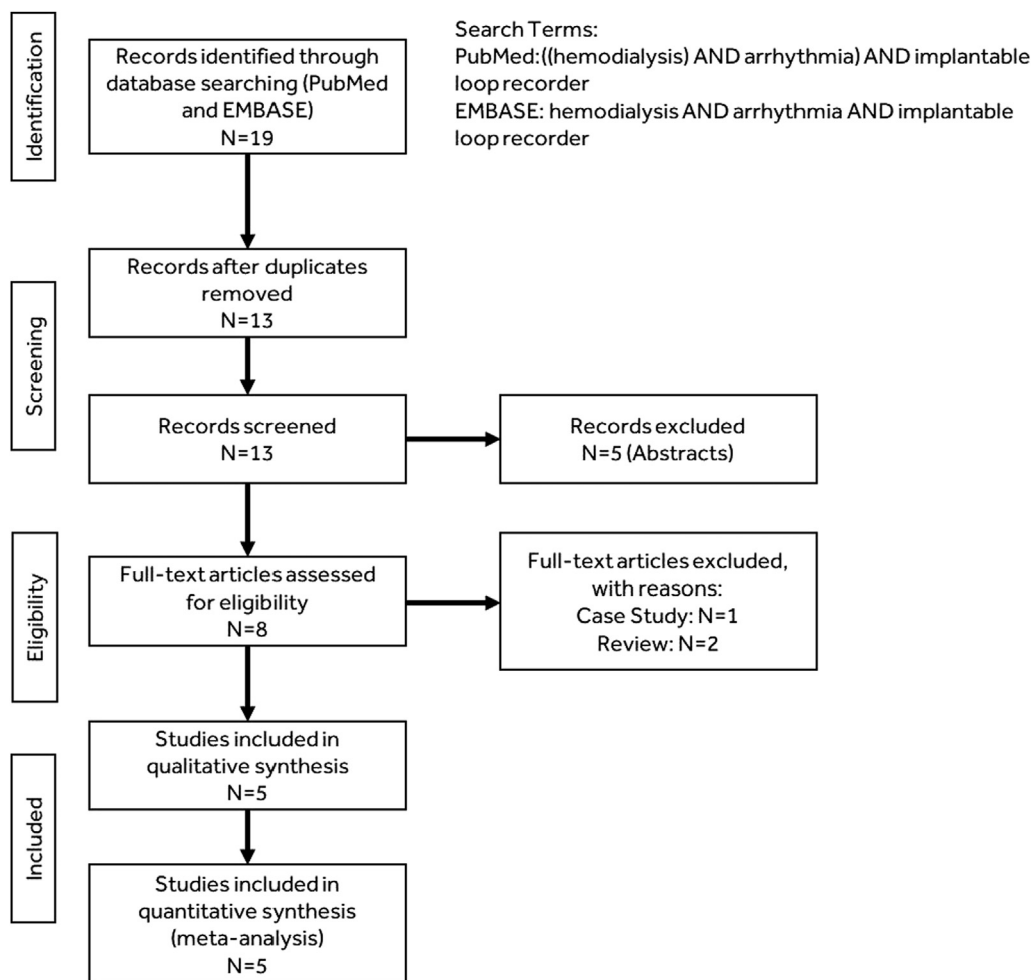 Identification
Records identified through
database searching (PubMed
and EMBASE)
N=19
Search Terms:
PubMed:((hemodialysis) AND arrhythmia) AND implantable
loop recorder
EMBASE: hemodialysis AND arrhythmia AND implantable
loop recorder
Screening
Records after duplicates
removed
N=13
Records screened
N=13
Records excluded
N=5 (Abstracts)
Eligibility
Full-text articles assessed
for eligibility
N=8
Full-text articles excluded,
with reasons:
Case Study: N=1
Review: N=2
Included
Studies included in
qualitative synthesis
N=5
Studies included in
quantitative synthesis
(meta-analysis)
N=5